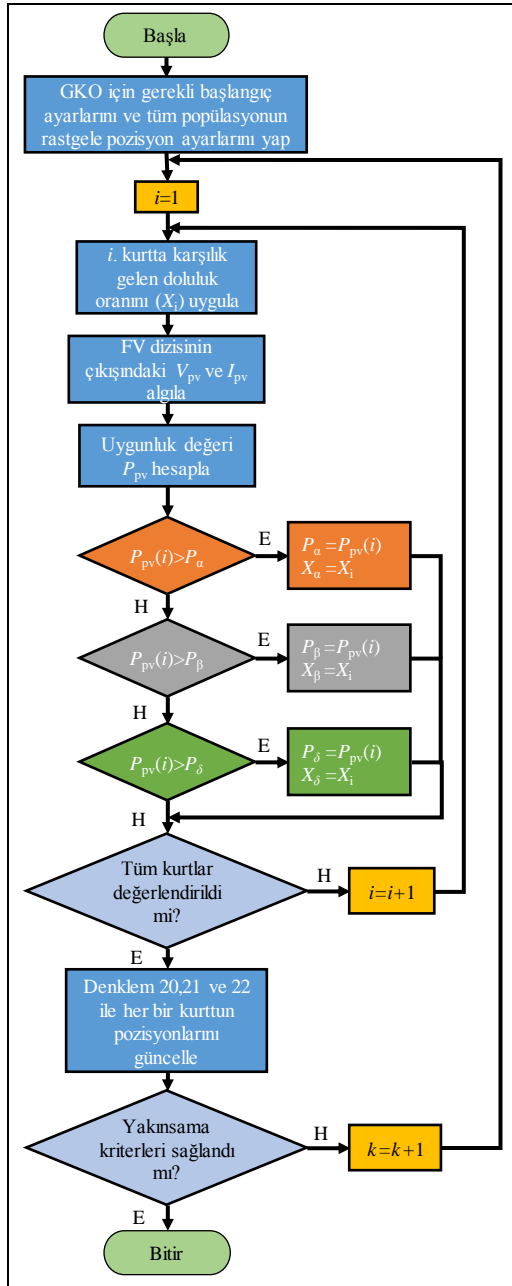 Başla
GKO için gerekli başlangıç
ayarlarını ve tüm popülasyonun
rastgele pozisyon ayarlarını yap
i=1
i. kurtta karşılık
gelen doluluk
oranını (Xi) uygula
FV dizisinin
çıkışındaki Vpv ve Ipv
algıla
Uygunluk değeri
Ppv hesapla
Ppv(i)>Pα
E
Pα =Ppv(i)
Xα =Xi
H
Ppv(i)>Pβ
E
Pβ =Ppv(i)
Xβ =Xi
H
Ppv(i)>Pδ
E
Pδ =Ppv(i)
Xδ =Xi
H
Tüm kurtlar
değerlendirildi
mi?
H
i=i+1
E
Denklem 20,21 ve 22
ile her bir kurttun
pozisyonlarını
güncelle
Yakınsama
kriterleri sağlandı
mı?
H
k=k+1
E
Bitir